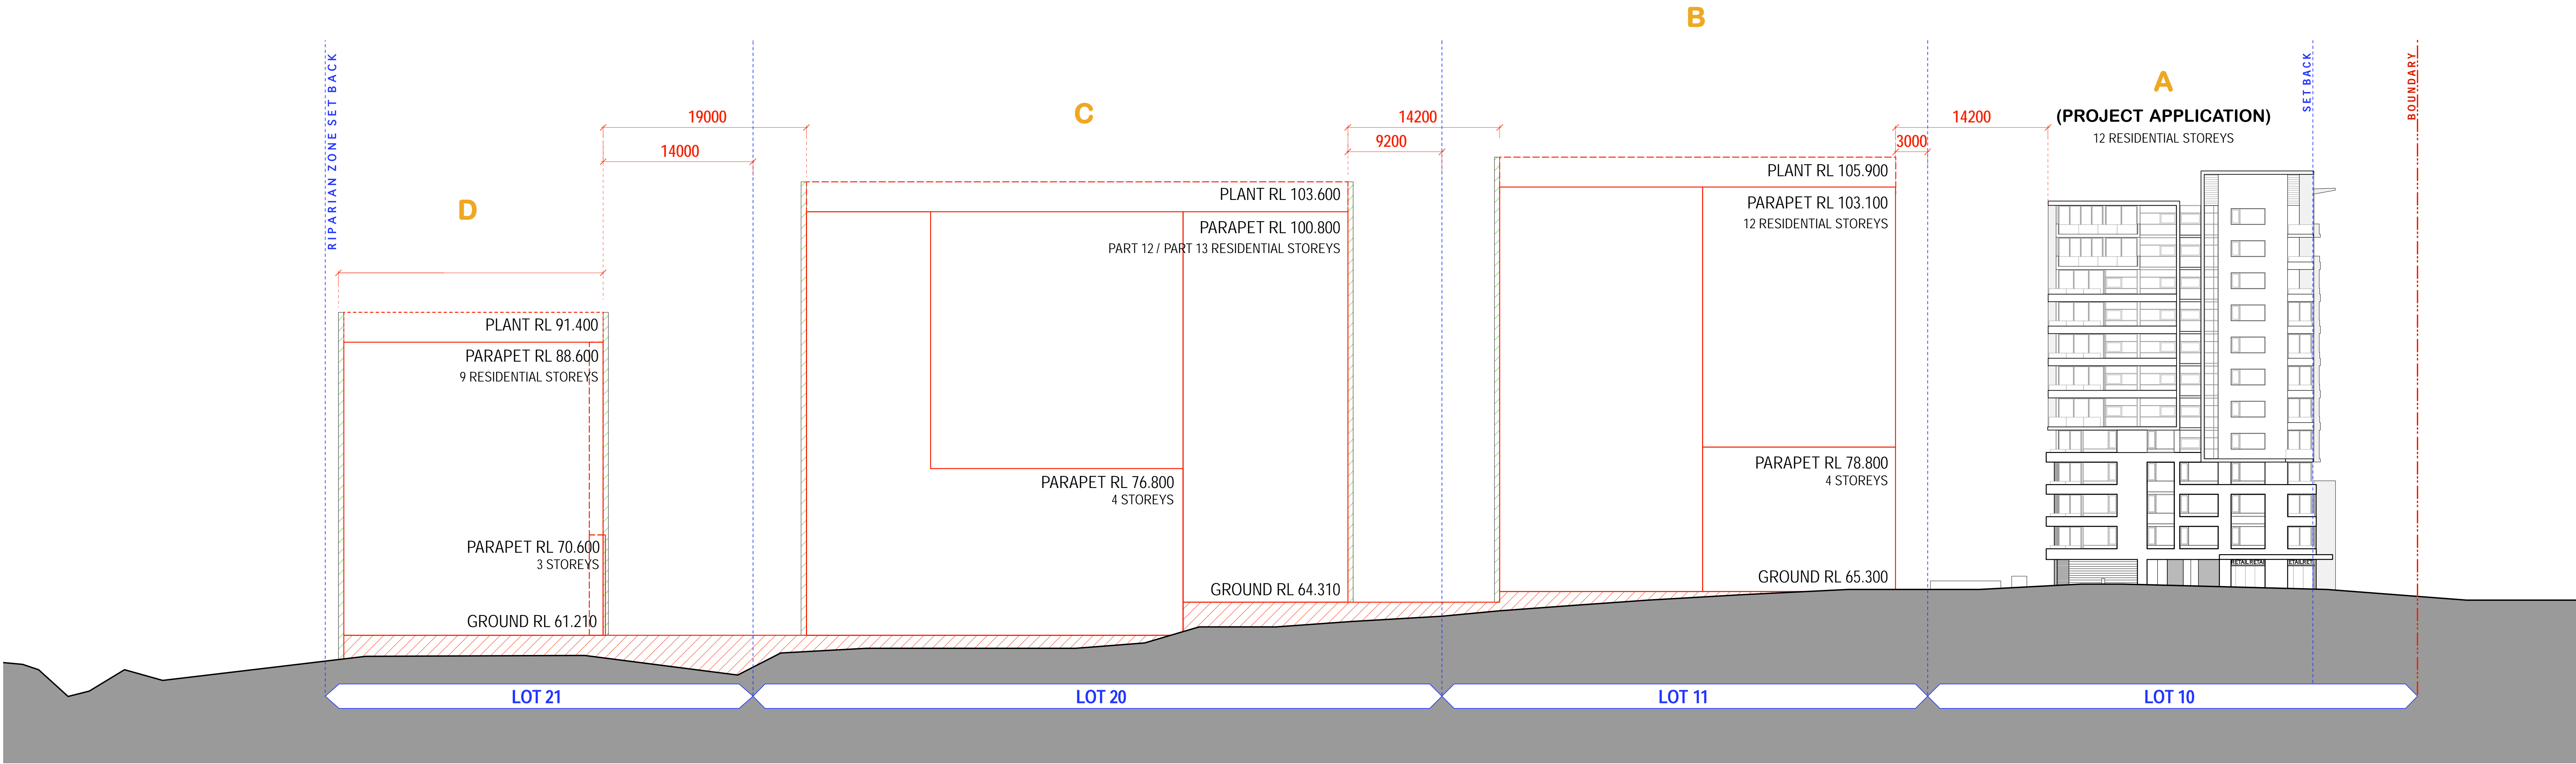 B
A
(PROJECT APPLICATION)
12 RESIDENTIAL STOREYS
RIPARIAN ZONE SET BACK
SET BACK
BOUNDARY
C
D
19000
14000
14200
9200
14200
3000
PLANT RL 91.400
PARAPET RL 88.600
9 RESIDENTIAL STOREYS
PARAPET RL 70.600
3 STOREYS
GROUND RL 61.210
PLANT RL 103.600
PARAPET RL 100.800
PART 12 / PART 13 RESIDENTIAL STOREYS
PARAPET RL 76.800
4 STOREYS
GROUND RL 64.310
PLANT RL 105.900
PARAPET RL 103.100
12 RESIDENTIAL STOREYS
PARAPET RL 78.800
4 STOREYS
GROUND RL 65.300
RETAIL RETAI
ETAIL RET
LOT 21
LOT 20
LOT 11
LOT 10